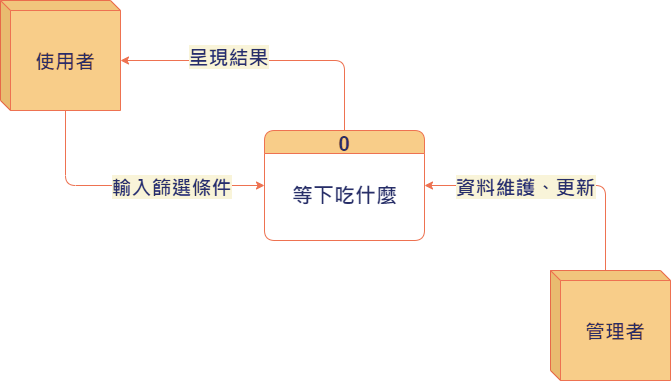 使用者
呈現結果
0
輸入篩選條件
等下吃什麼
資料維護、更新
管理者